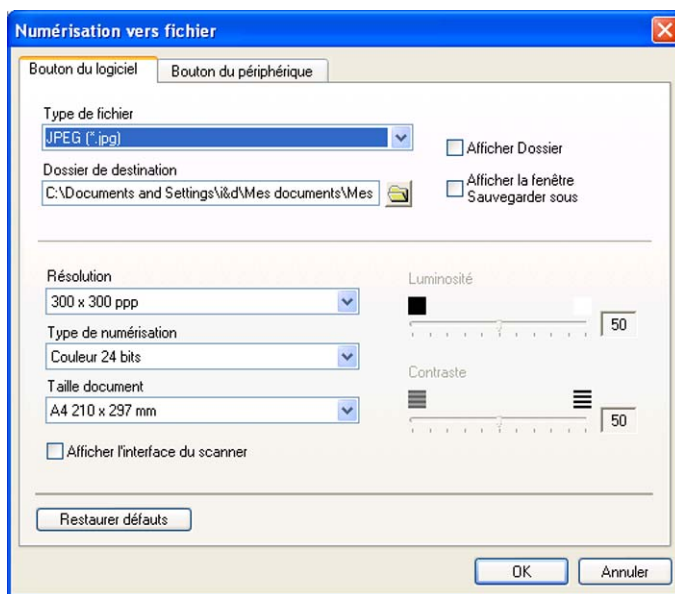 Numérisation vers fichier
Bouton du logiciel
Bouton du périphérique
Type de fichier
JPEG (*.jpg)
Afficher Dossier
Dossier de destination
C:\Documents and Settings\i&d\Mes documents\Mes
Afficher la fenêtre
Sauvegarder sous
Résolution
300 x 300 ppp
Type de numérisation
Couleur 24 bits
Taille document
A4 210 x 297 mm
Afficher l'interface du scanner
Luminosité
50
Contraste
50
Restaurer défauts
OK
Annuler